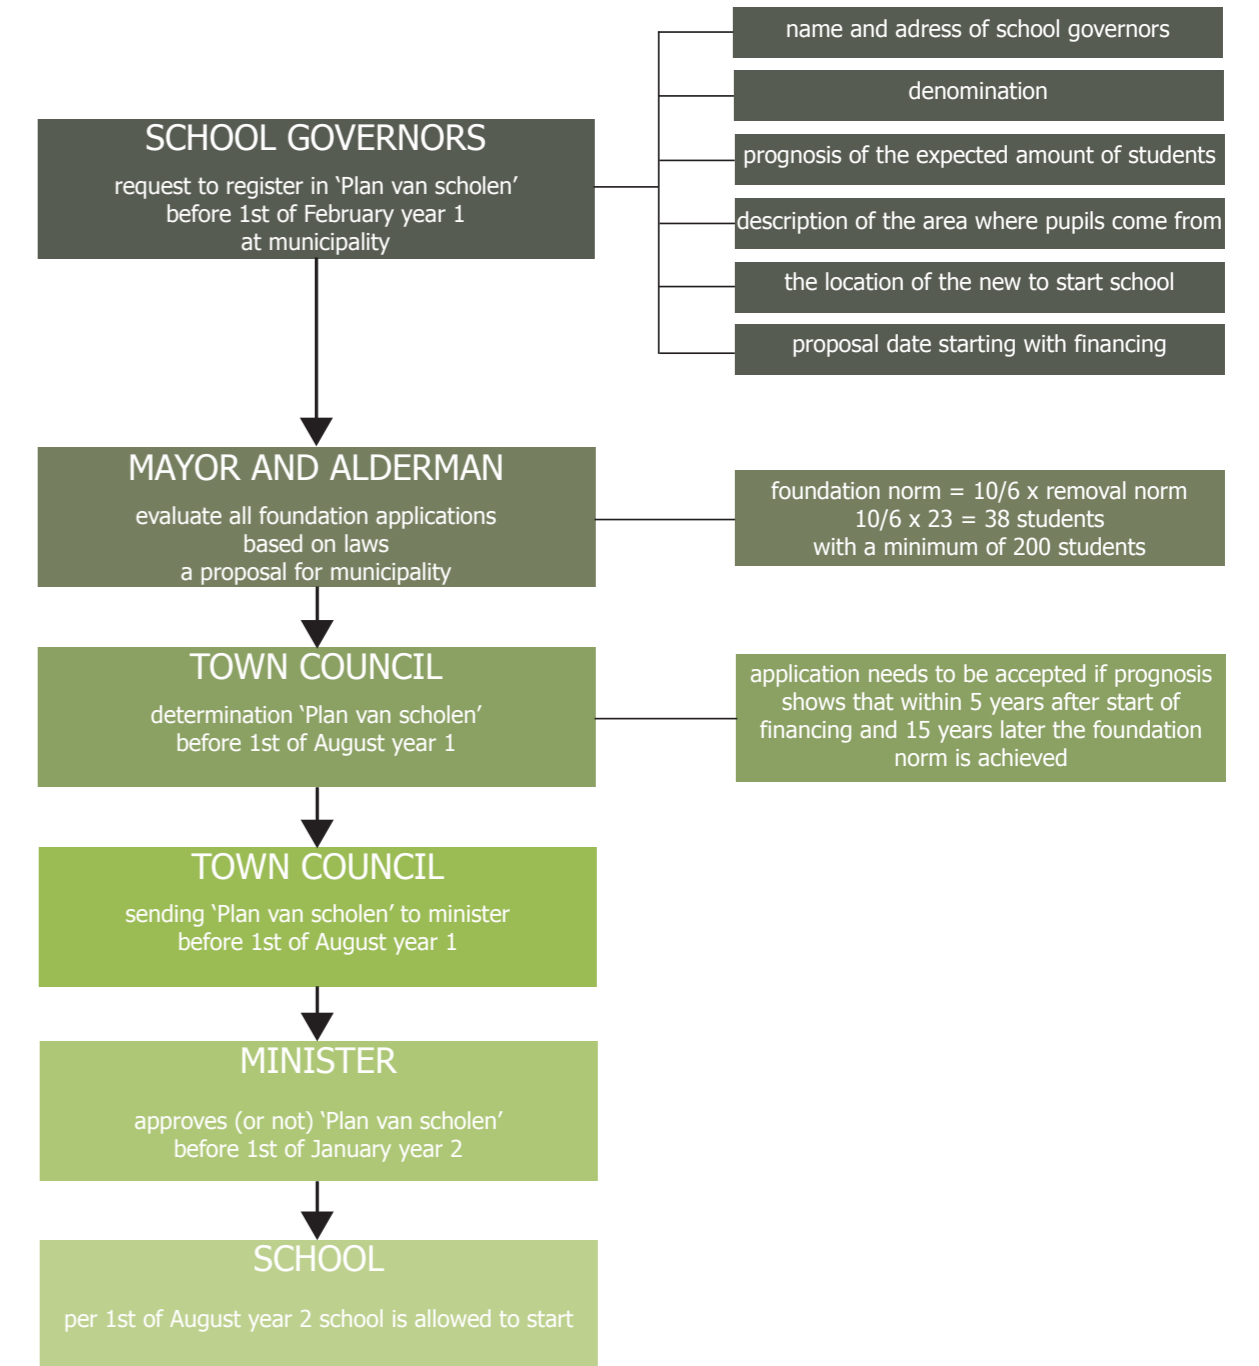 SCHOOL GOVERNORS
request to register in ‘Plan van scholen’
before 1st of February year 1
at municipality
name and adress of school governors
denomination
prognosis of the expected amount of students
description of the area where pupils come from
the location of the new to start school
proposal date starting with financing
MAYOR AND ALDERMAN
evaluate all foundation applications
based on laws
a proposal for municipality
foundation norm = 10/6 x removal norm
10/6 x 23 = 38 students
with a minimum of 200 students
TOWN COUNCIL
determination ‘Plan van scholen’
before 1st of August year 1
application needs to be accepted if prognosis
shows that within 5 years after start of
financing and 15 years later the foundation
norm is achieved
TOWN COUNCIL
sending ‘Plan van scholen’ to minister
before 1st of August year 1
MINISTER
approves (or not) ‘Plan van scholen’
before 1st of January year 2
SCHOOL
per 1st of August year 2 school is allowed to start